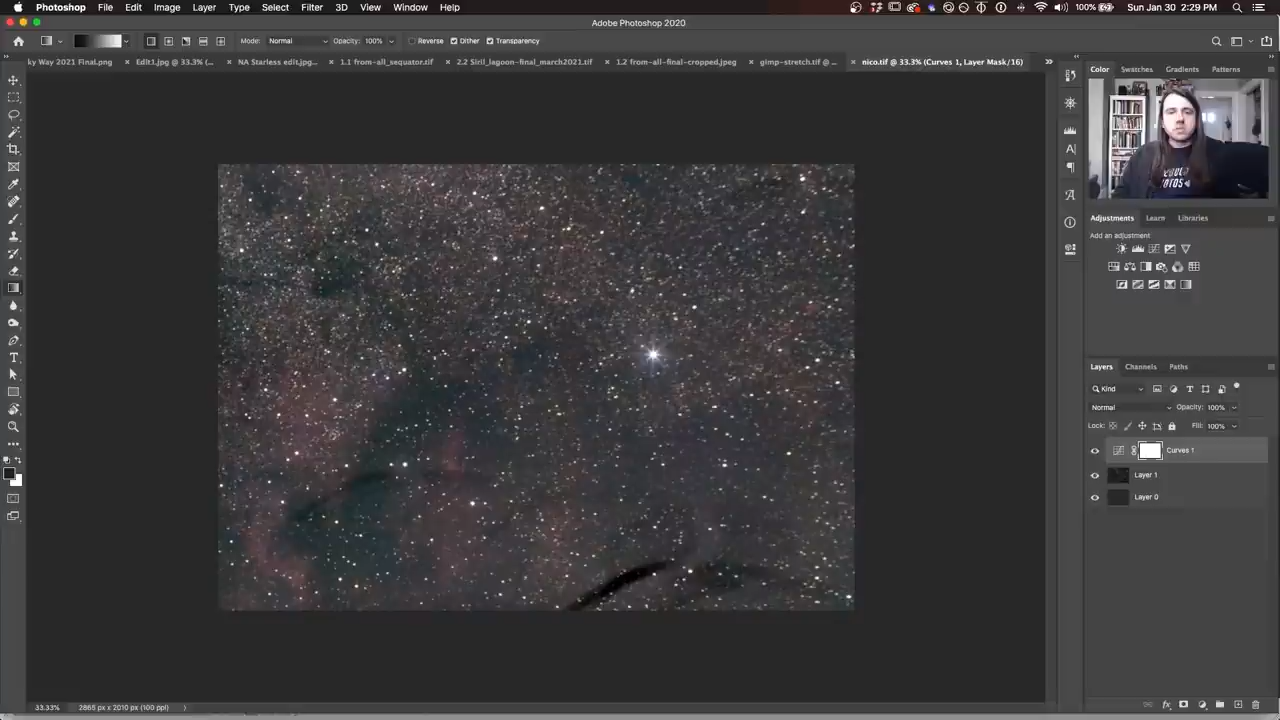 Photoshop File Edit Image Layer Type Select Filter 3D View Window Help 100% Sun Jan 30 2:29 PM
Adobe Photoshop 2020
Mode: Normal Opacity: 100% Reverse Dither Transparency
ky Way 2021 Final.png Edit1.jpg @ 33.3% (... NA Starless edit.jpg... 1.1 from-all_sequator.tif 2.2 Siril_lagoon-final_march2021.tif 1.2 from-all-final-cropped.jpeg gimp-stretch.tif @ ... nico.tif @ 33.3% (Curves 1, Layer Mask/16)
Color Swatches Gradients Patterns
Adjustments Learn Libraries
Add an adjustment
Layers Channels Paths
Kind
Normal Opacity: 100%
Lock: Fill: 100%
Curves 1
Layer 1
Layer 0
33.33% 2865 px x 2010 px (100 ppi)